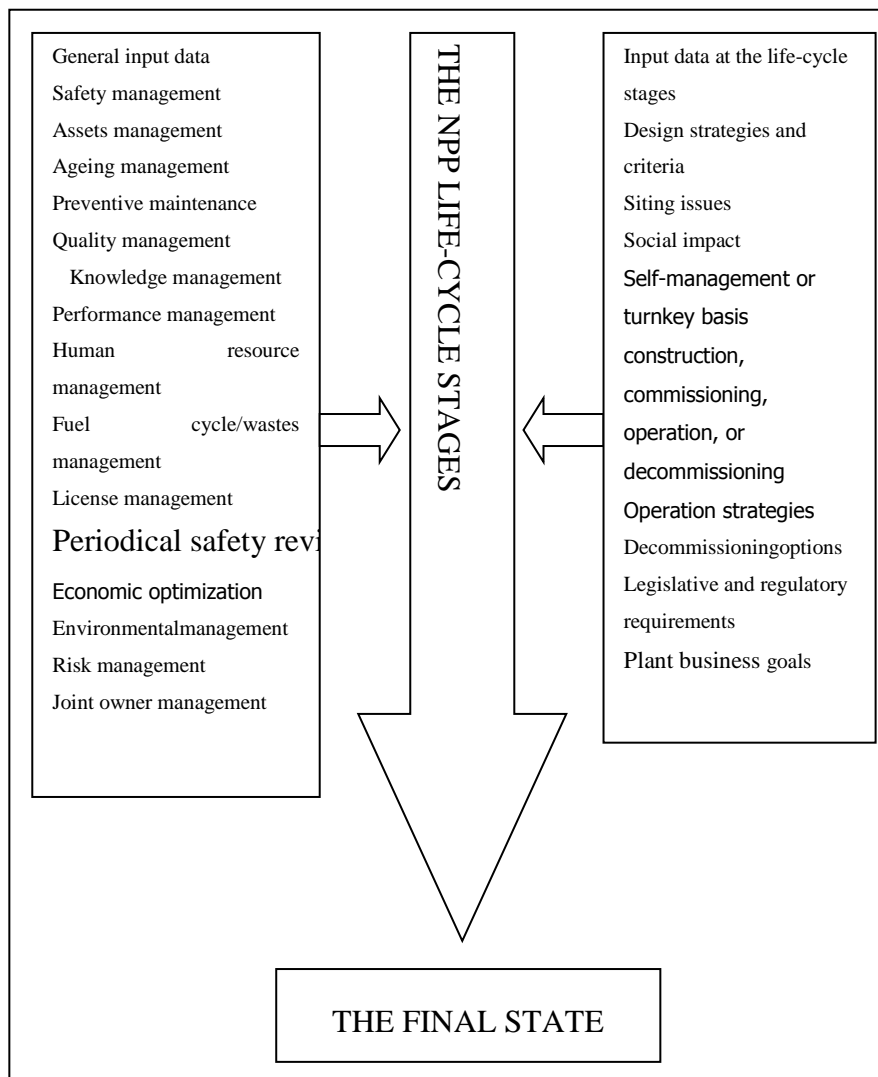 General input data
Safety management
Assets management
Ageing management
Preventive maintenance
Quality management
Knowledge management
Performance management
Human resource
management
Fuel cycle/wastes
management
License management
Periodical safety revi
Economic optimization
Environmentalmanagement
Risk management
Joint owner management
THE NPP LIFE-CYCLE STAGES
Input data at the life-cycle
stages
Design strategies and
criteria
Siting issues
Social impact
Self-management or
turnkey basis
construction,
commissioning,
operation, or
decommissioning
Operation strategies
Decommissioningoptions
Legislative and regulatory
requirements
Plant business goals
THE FINAL STATE